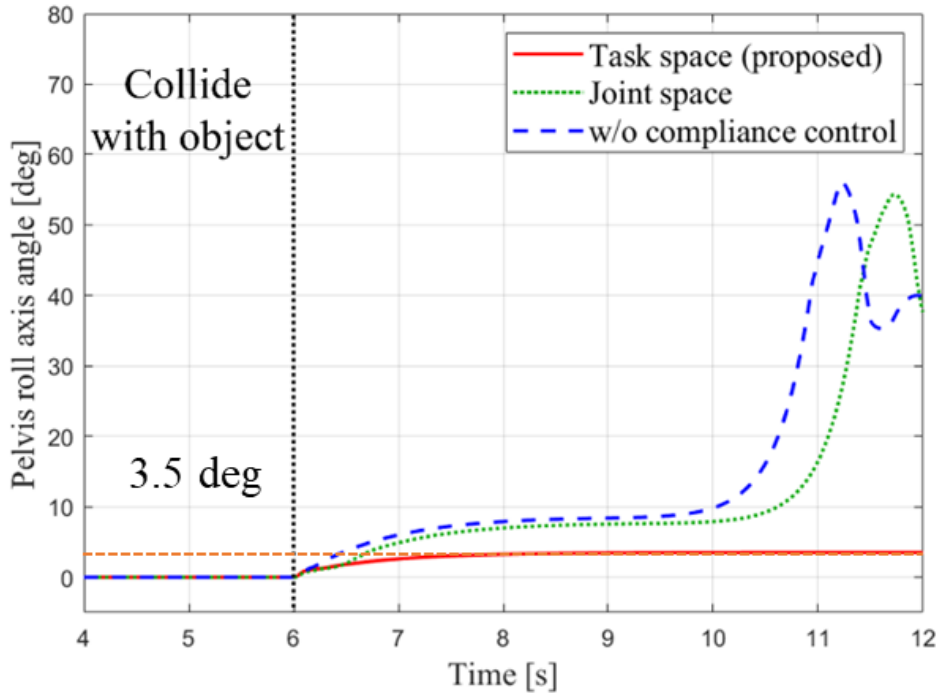 80
70
60
50
40
30
20
10
0
Pelvis roll axis angle [deg]
Collide
with object
3.5 deg
Task space (proposed)
Joint space
w/o compliance control
4
5
6
7
8
9
10
11
12
Time [s]